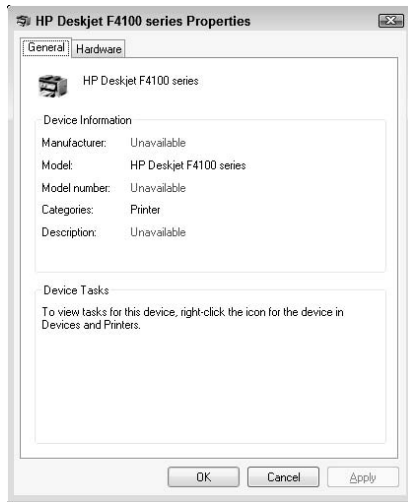 HP Deskjet F4100 series Properties
General Hardware
HP Deskjet F4100 series
Device Information
Manufacturer: Unavailable
Model: HP Deskjet F4100 series
Model number: Unavailable
Categories: Printer
Description: Unavailable
Device Tasks
To view tasks for this device, right-click the icon for the device in
Devices and Printers.
OK Cancel Apply